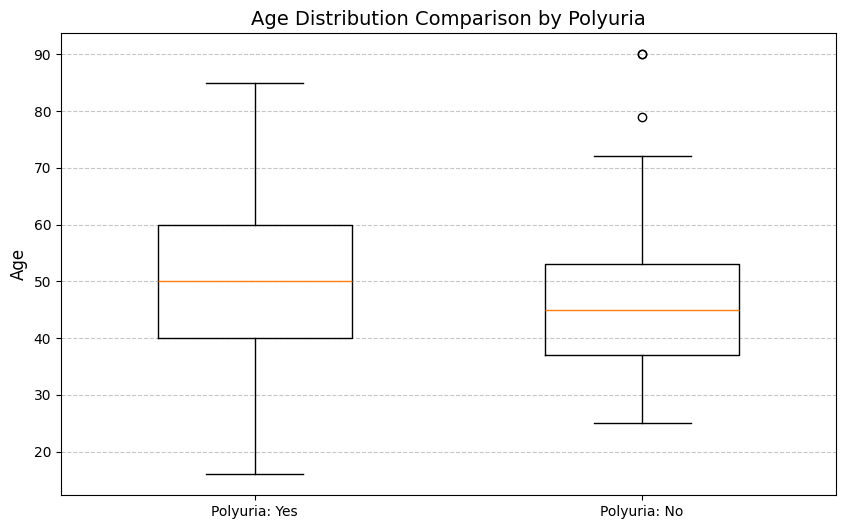 Age Distribution Comparison by Polyuria
90
80
70
60
50
40
30
20
Age
Polyuria: Yes
Polyuria: No